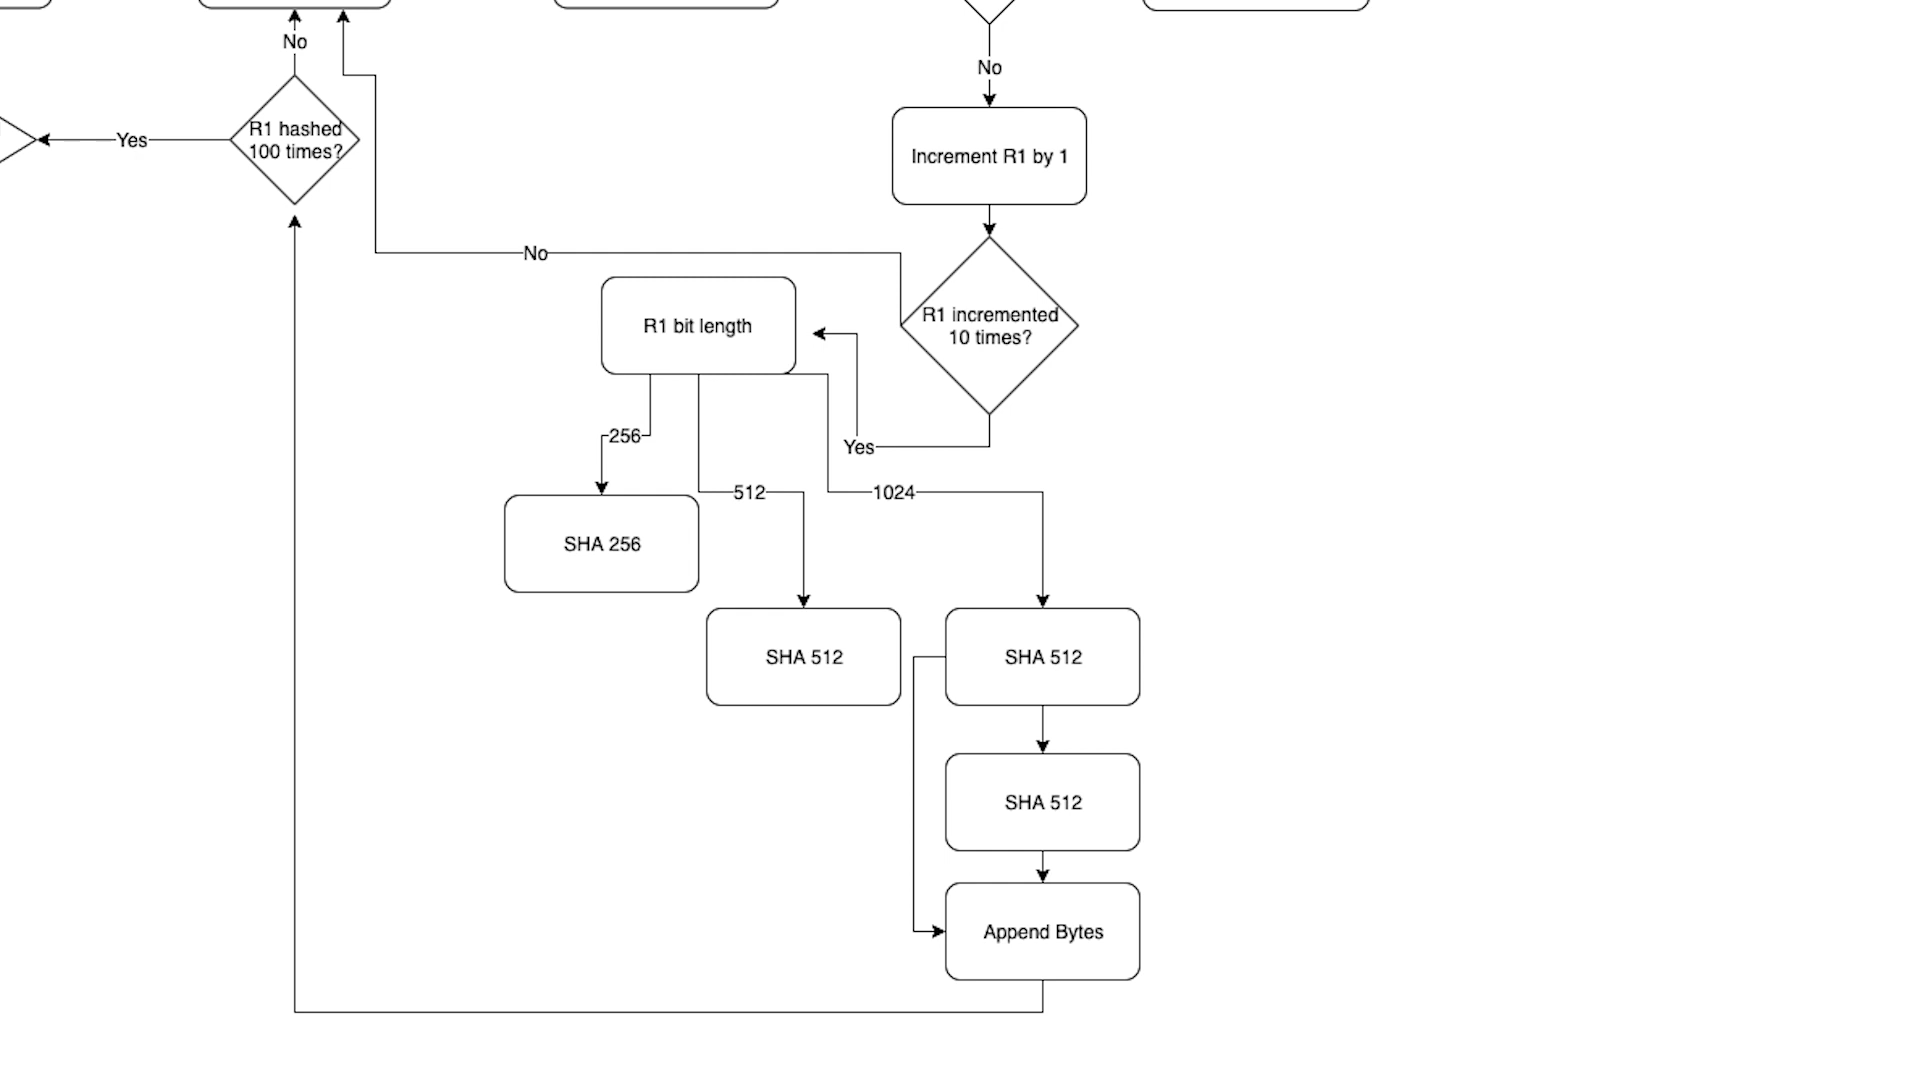 No
No
R1 hashed
100 times?
Yes
Increment R1 by 1
No
R1 incremented
10 times?
R1 bit length
256
Yes
512
1024
SHA 256
SHA 512
SHA 512
SHA 512
Append Bytes